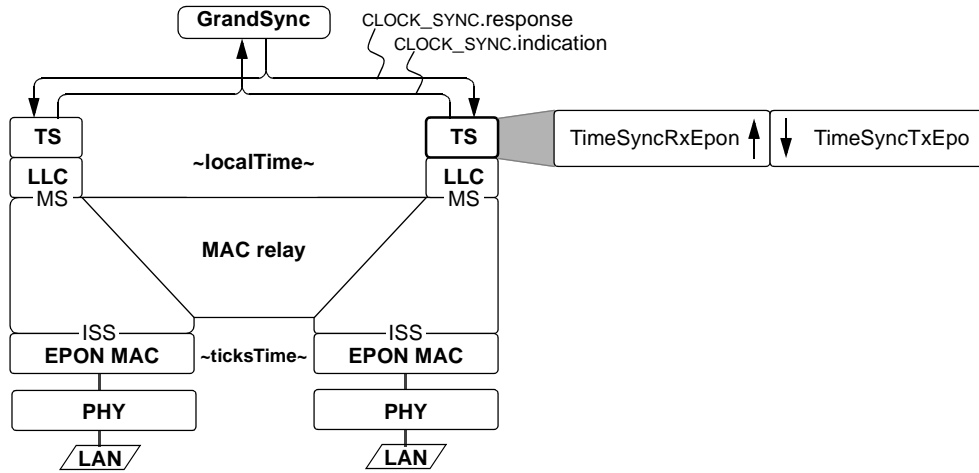 GrandSync
CLOCK_SYNC.response
CLOCK_SYNC.indication
TS
TS
TimeSyncRxEpon
TimeSyncTxEpo
~localTime~
LLC
LLC
MS
MS
MAC relay
ISS
ISS
EPON MAC
~ticksTime~
EPON MAC
PHY
PHY
LAN
LAN